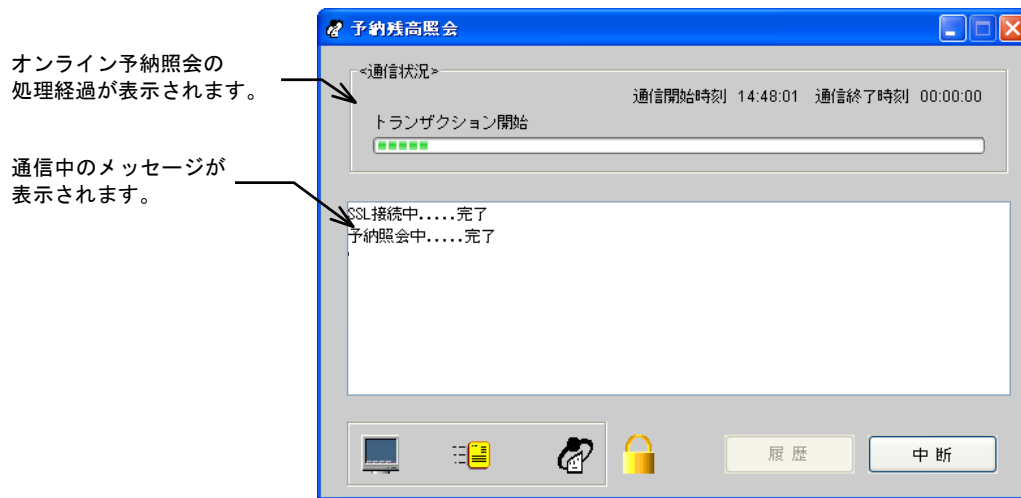 予納残高照会
オンライン予納照会の
処理経過が表示されます。
<通信状況>
通信開始時刻 14:48:01 通信終了時刻 00:00:00
トランザクション開始
通信中のメッセージが
表示されます。
SSL接続中.....完了
予納照会中.....完了
履 歴
中 断